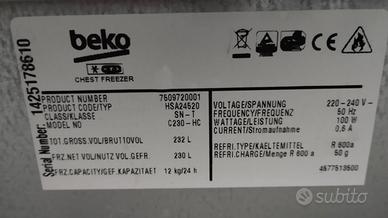 beko
CHEST FREEZER
Serial Number: 1425178610
PRODUCT NUMBER 7509720001
PRODUCT CODE/TYP HSA24520
CLASS/KLASSE SN-T
MODEL NO C230-HC
TOT.GROSS.VOL/BRUTTOVOL 232 L
FRZ.NET VOL/NUTZ VOL.GEFR. 230 L
FRZ.CAPACITY/GEF.KAPAZITAET 12 kg/24 h
VOLTAGE/SPANNUNG 220-240 V~
FREQUENCY/FREQUENZ 50 Hz
WATTAGE/LEISTUNG 100 W
CURRENT/Stromaufnahme 0,6 A
REFRI.TYPE/KAELTEMITTEL R 600a
REFRI.CHARGE/Menge R 600 a 50 g
4577513500
subito